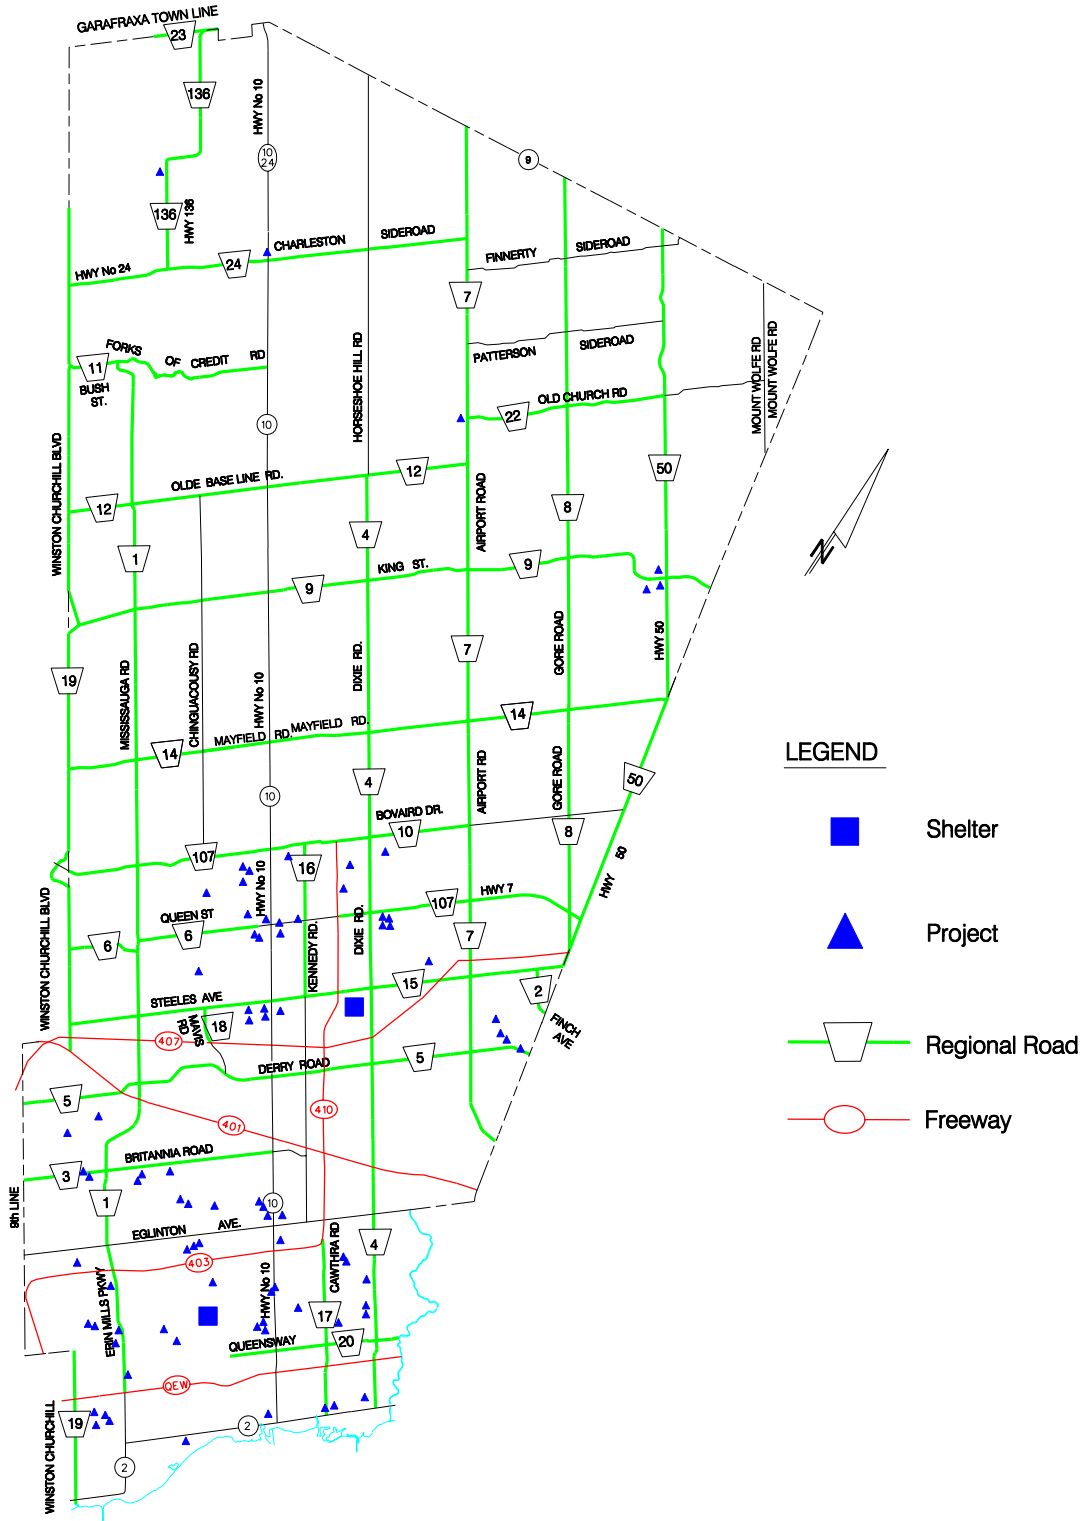 GARAFRAXA TOWN LINE
23
136
HWY No 10
10
24
9
136
HWY 136
CHARLESTON SIDEROAD
24
HWY No 24
FINNERTY SIDEROAD
7
FORKS OF CREDIT RD
11
BUSH
ST.
HORSESHOE HILL RD
PATTERSON SIDEROAD
MOUNT WOLFE RD
MOUNT WOLFE RD
OLD CHURCH RD
22
10
WINSTON CHURCHILL BLVD
OLDE BASE LINE RD.
12
12
50
AIRPORT ROAD
8
4
1
KING ST.
9
9
GORE ROAD
HWY 50
7
19
MISSISSAUGA RD
CHINGUACOUSY RD
HWY No 10
DIXIE RD.
14
MAYFIELD RD.
MAYFIELD RD.
14
LEGEND
4
AIRPORT RD
GORE ROAD
50
10
BOVAIRD DR.
10
8
Shelter
107
16
HWY 50
HWY No 10
WINSTON CHURCHILL BLVD
QUEEN ST
6
6
HWY 7
107
7
DIXIE RD.
KENNEDY RD.
Project
STEELES AVE
15
2
MAVIS
RD
18
FINCH
AVE
407
DERRY ROAD
5
Regional Road
5
410
401
Freeway
BRITANNIA ROAD
3
1
10
9th LINE
EGLINTON AVE.
CAWTHRA RD
4
403
ERIN MILLS PKWY
HWY No 10
17
20
QUEENSWAY
QEW
WINSTON CHURCHILL
19
2
2
N